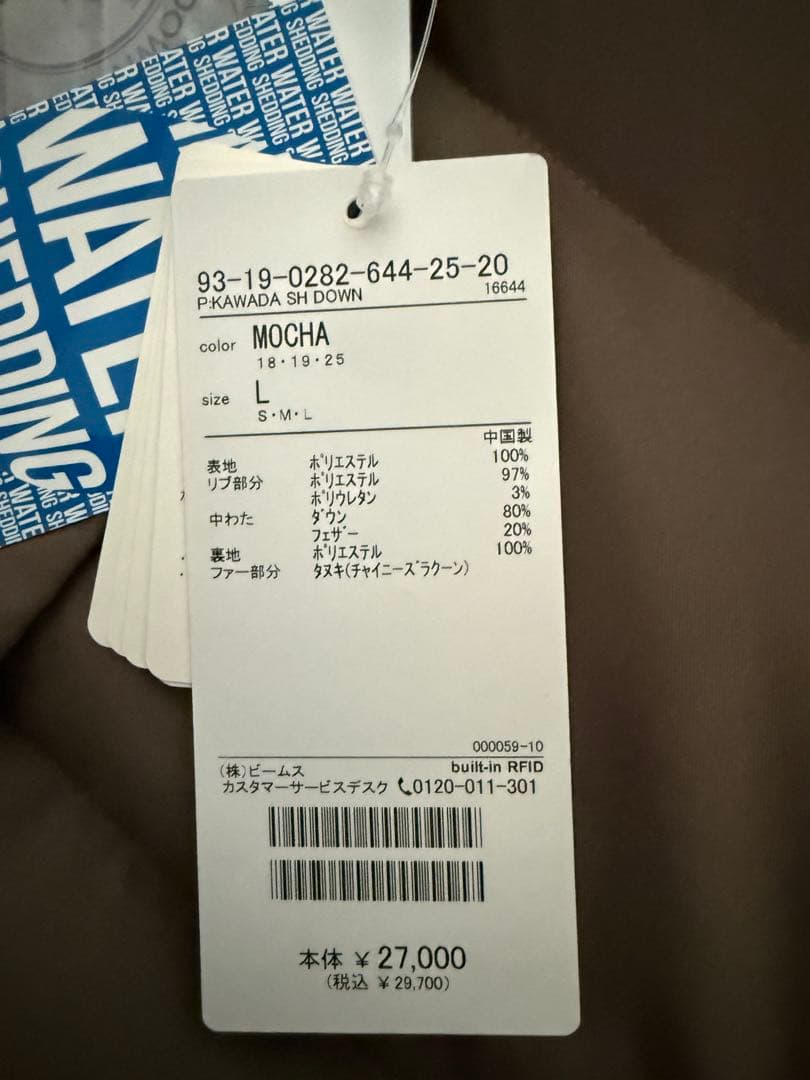 WATER
SHEDDING
93-19-0282-644-25-20
P:KAWADA SH DOWN 16644
color MOCHA
18・19・25
size L
S・M・L
中国製
表地 ポリエステル 100%
リブ部分 ポリエステル 97%
ポリウレタン 3%
中わた ダウン 80%
フェザー 20%
裏地 ポリエステル 100%
ファー部分 タヌキ(チャイニーズラクーン)
000059-10
(株)ビームス built-in RFID
カスタマーサービスデスク 0120-011-301
本体 ¥ 27,000
(税込 ¥ 29,700)